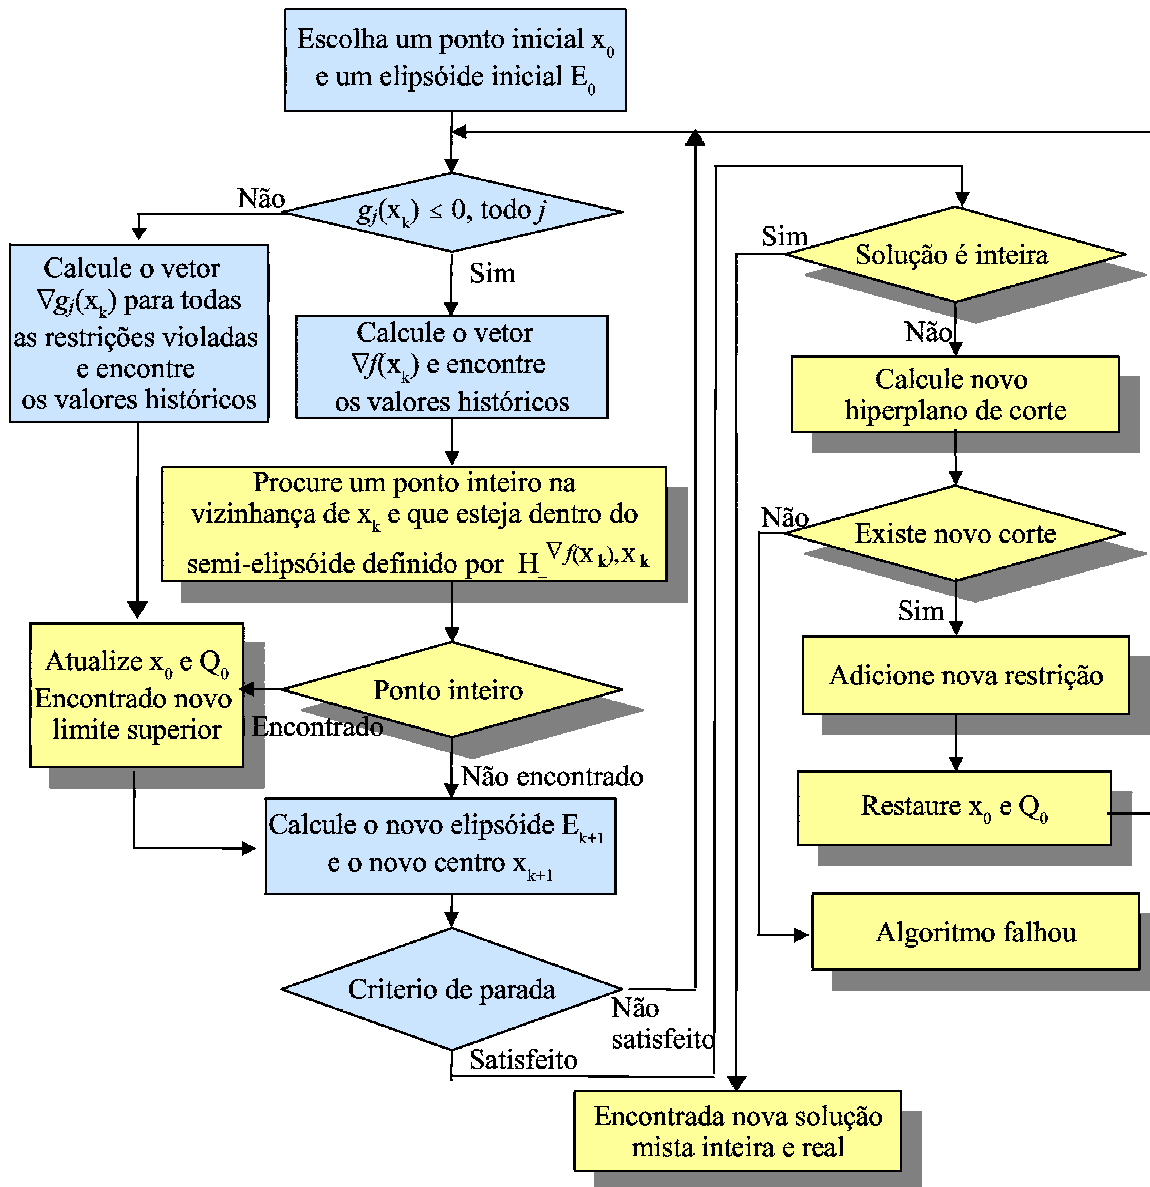 Escolha um ponto inicial x₀
e um elipsóide inicial E₀
Não
gⱼ(xₖ) ≤ 0, todo j
Sim
Calcule o vetor
∇gⱼ(xₖ) para todas
as restrições violadas
e encontre
os valores históricos
Calcule o vetor
∇f(xₖ) e encontre
os valores históricos
Procure um ponto inteiro na
vizinhança de xₖ e que esteja dentro do
semi-elipsóide definido por H₋^∇f(xₖ),xₖ
Atualize x₀ e Q₀
Encontrado novo
limite superior
Ponto inteiro
Encontrado
Não encontrado
Calcule o novo elipsóide Eₖ₊₁
e o novo centro xₖ₊₁
Criterio de parada
Não
satisfeito
Satisfeito
Sim
Solução é inteira
Não
Calcule novo
hiperplano de corte
Não
Existe novo corte
Sim
Adicione nova restrição
Restaure x₀ e Q₀
Algoritmo falhou
Encontrada nova solução
mista inteira e real